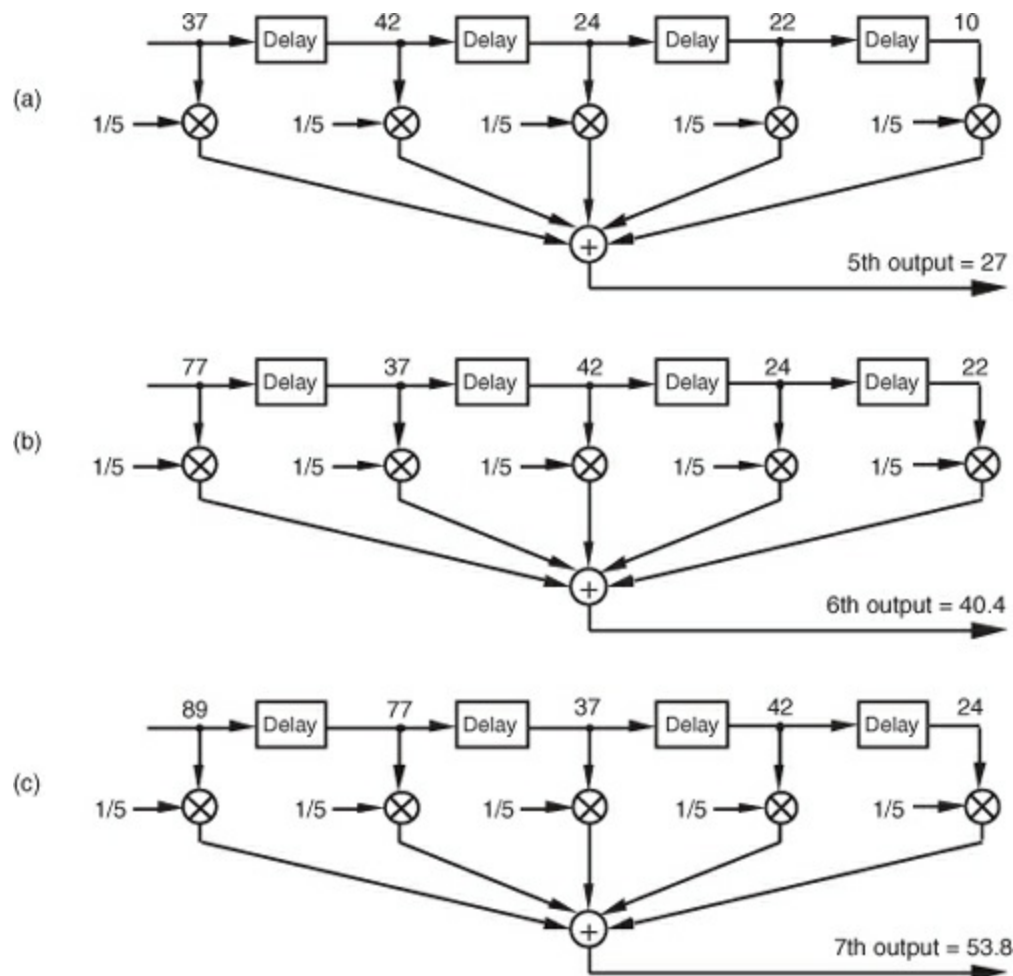 37 42 24 22 10
Delay Delay Delay Delay
(a)
1/5 1/5 1/5 1/5 1/5
+
5th output = 27
77 37 42 24 22
Delay Delay Delay Delay
(b)
1/5 1/5 1/5 1/5 1/5
+
6th output = 40.4
89 77 37 42 24
Delay Delay Delay Delay
(c)
1/5 1/5 1/5 1/5 1/5
+
7th output = 53.8